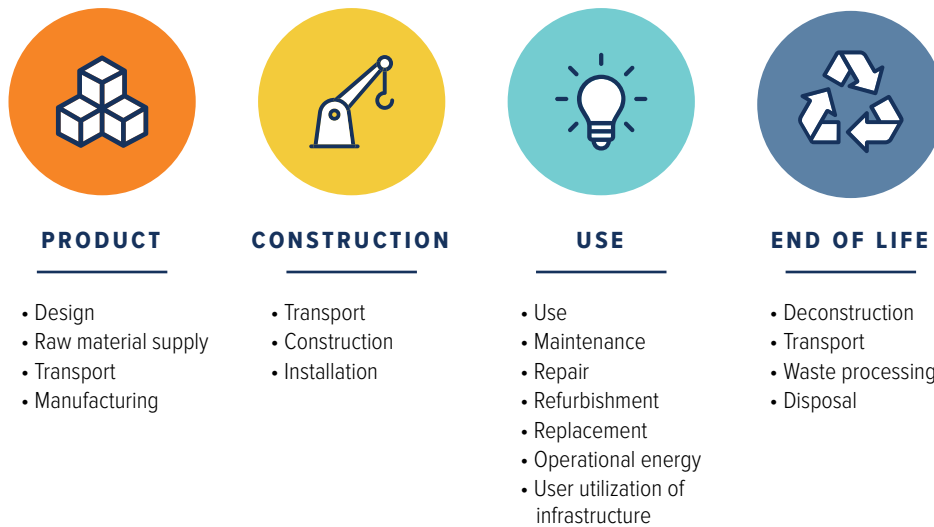 PRODUCT
• Design
• Raw material supply
• Transport
• Manufacturing
CONSTRUCTION
• Transport
• Construction
• Installation
USE
• Use
• Maintenance
• Repair
• Refurbishment
• Replacement
• Operational energy
• User utilization of
infrastructure
END OF LIFE
• Deconstruction
• Transport
• Waste processing
• Disposal